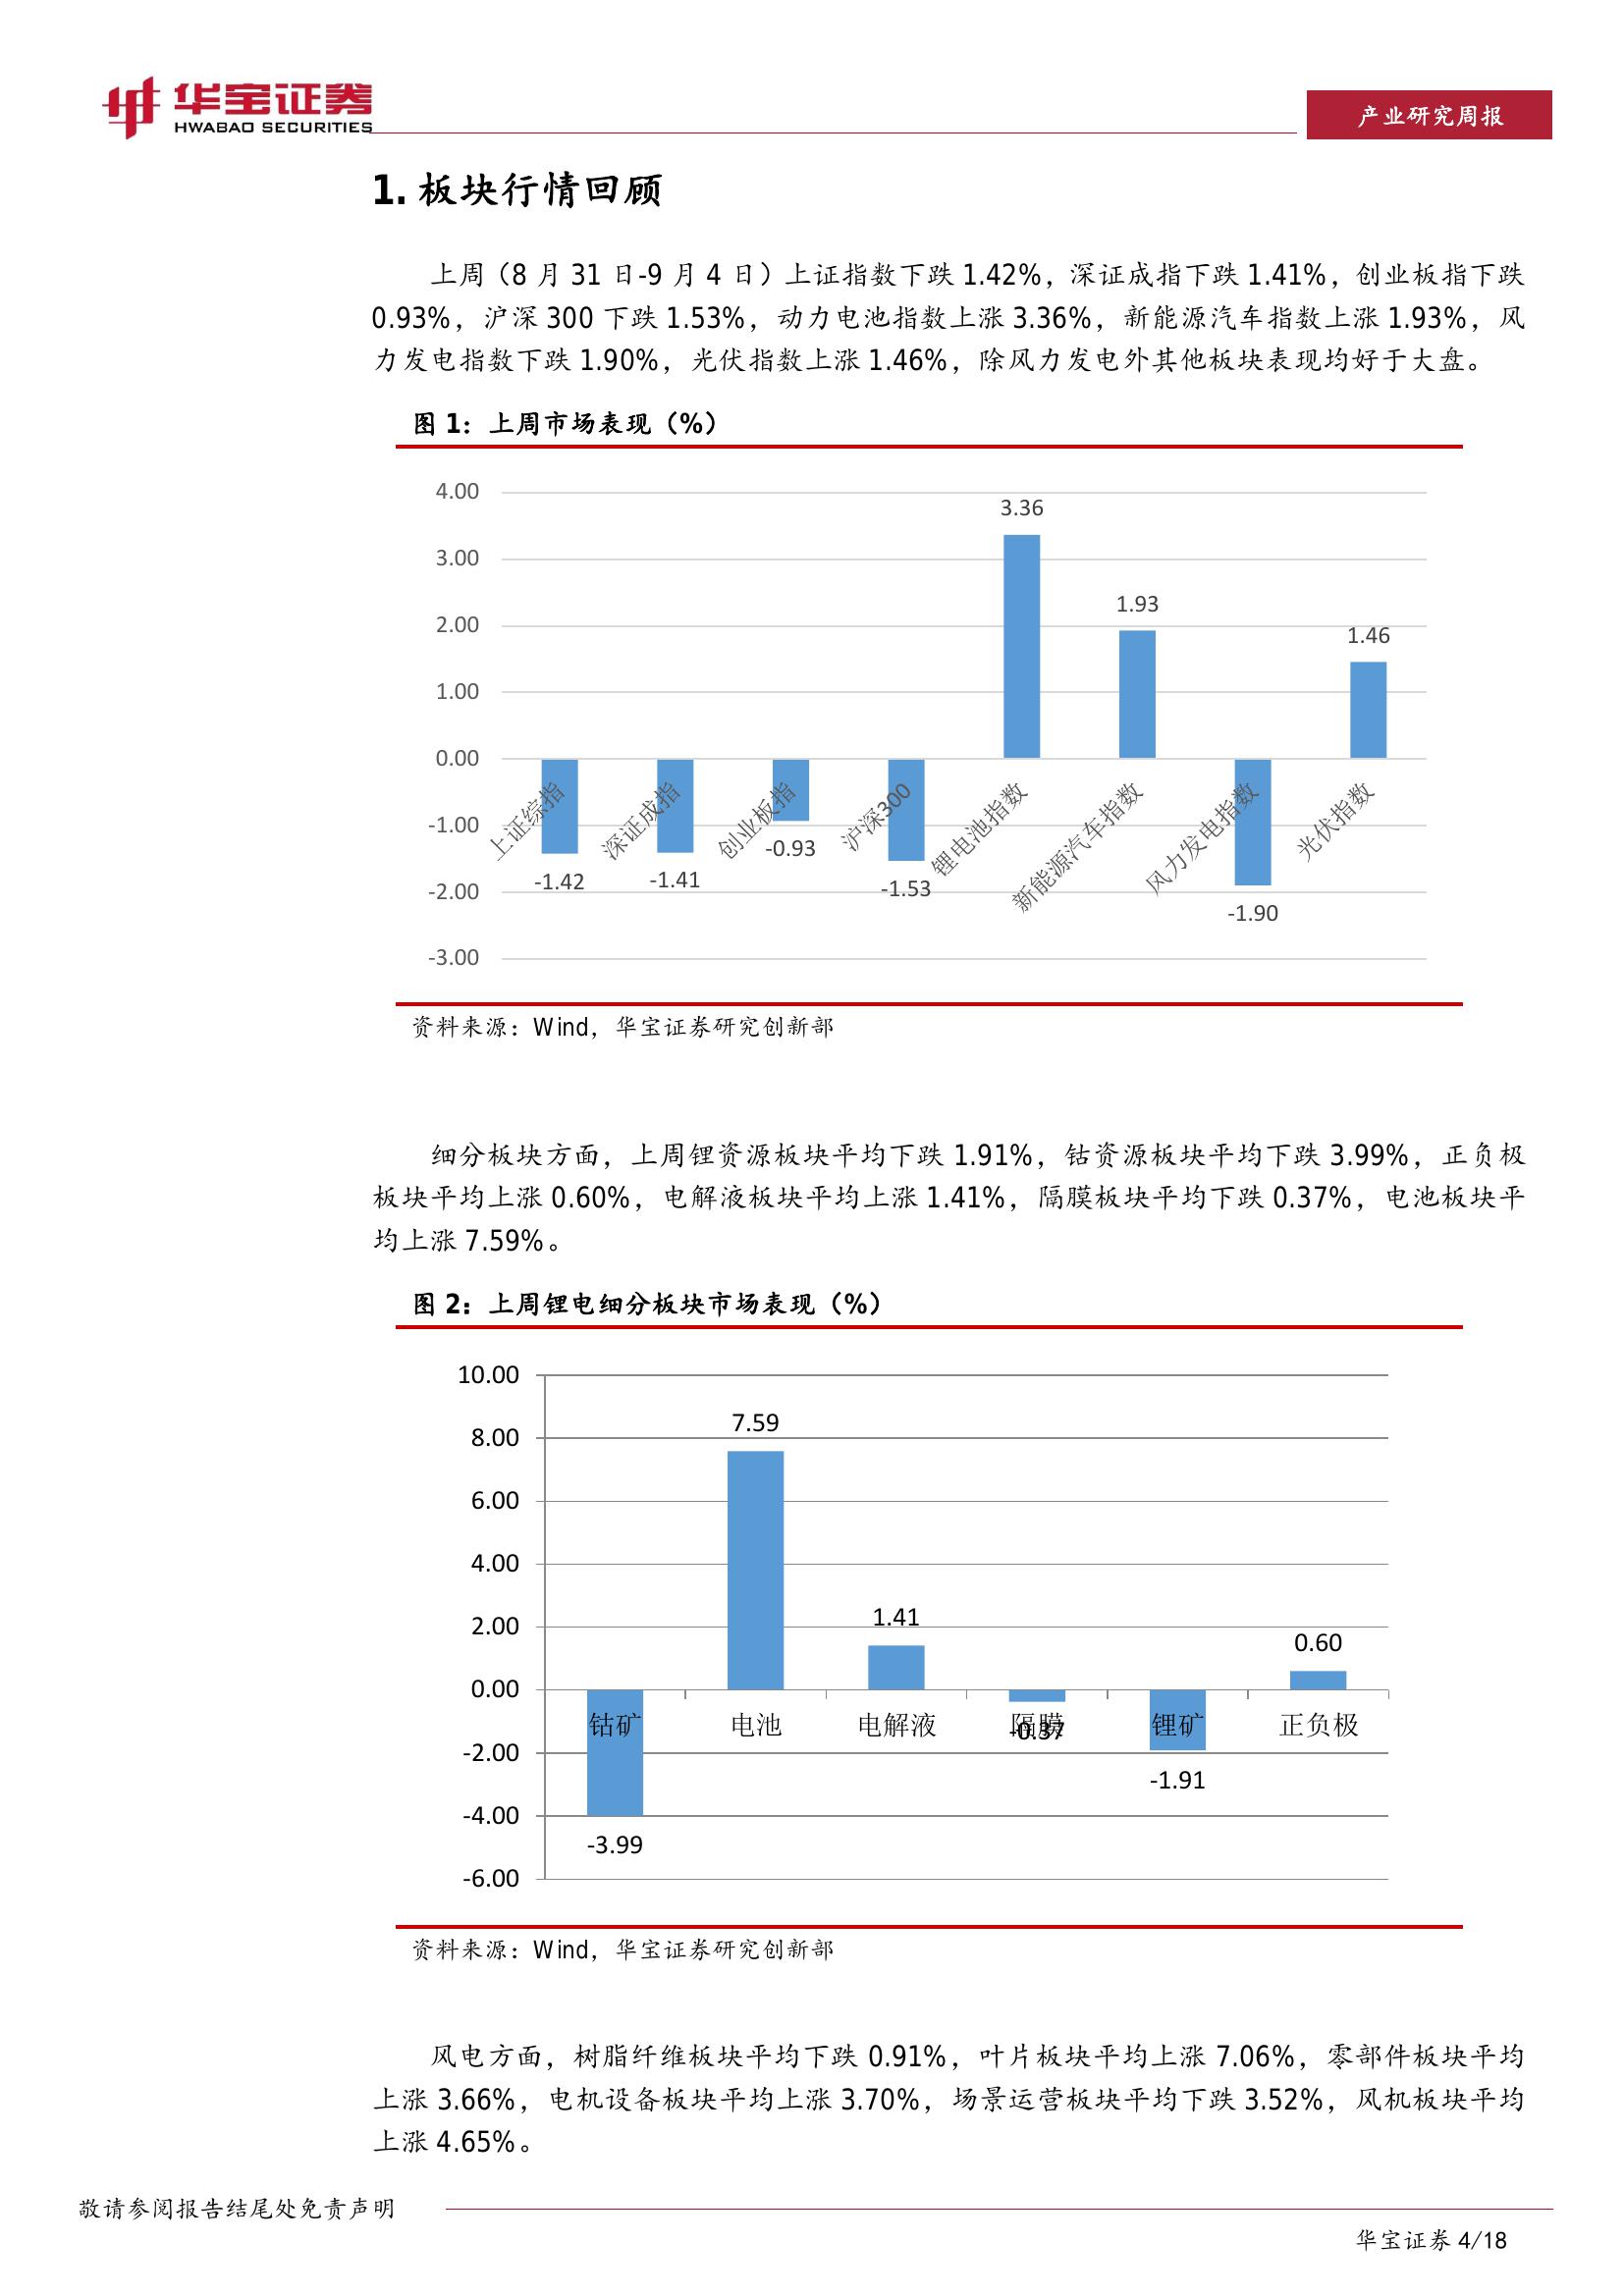 华宝证券
HWABAO SECURITIES
产业研究周报
1. 板块行情回顾
上周（8 月 31 日-9 月 4 日）上证指数下跌 1.42%，深证成指下跌 1.41%，创业板指下跌
0.93%，沪深 300 下跌 1.53%，动力电池指数上涨 3.36%，新能源汽车指数上涨 1.93%，风
力发电指数下跌 1.90%，光伏指数上涨 1.46%，除风力发电外其他板块表现均好于大盘。
图 1：上周市场表现（%）
4.00
3.00
2.00
1.00
0.00
-1.00
-2.00
-3.00
3.36
1.93
1.46
上证综指
深证成指
创业板指
沪深300
锂电池指数
新能源汽车指数
风力发电指数
光伏指数
-1.42
-1.41
-0.93
-1.53
-1.90
资料来源：Wind，华宝证券研究创新部
细分板块方面，上周锂资源板块平均下跌 1.91%，钴资源板块平均下跌 3.99%，正负极
板块平均上涨 0.60%，电解液板块平均上涨 1.41%，隔膜板块平均下跌 0.37%，电池板块平
均上涨 7.59%。
图 2：上周锂电细分板块市场表现（%）
10.00
8.00
6.00
4.00
2.00
0.00
-2.00
-4.00
-6.00
7.59
1.41
0.60
钴矿
电池
电解液
隔膜
锂矿
正负极
-0.37
-1.91
-3.99
资料来源：Wind，华宝证券研究创新部
风电方面，树脂纤维板块平均下跌 0.91%，叶片板块平均上涨 7.06%，零部件板块平均
上涨 3.66%，电机设备板块平均上涨 3.70%，场景运营板块平均下跌 3.52%，风机板块平均
上涨 4.65%。
敬请参阅报告结尾处免责声明
华宝证券 4/18